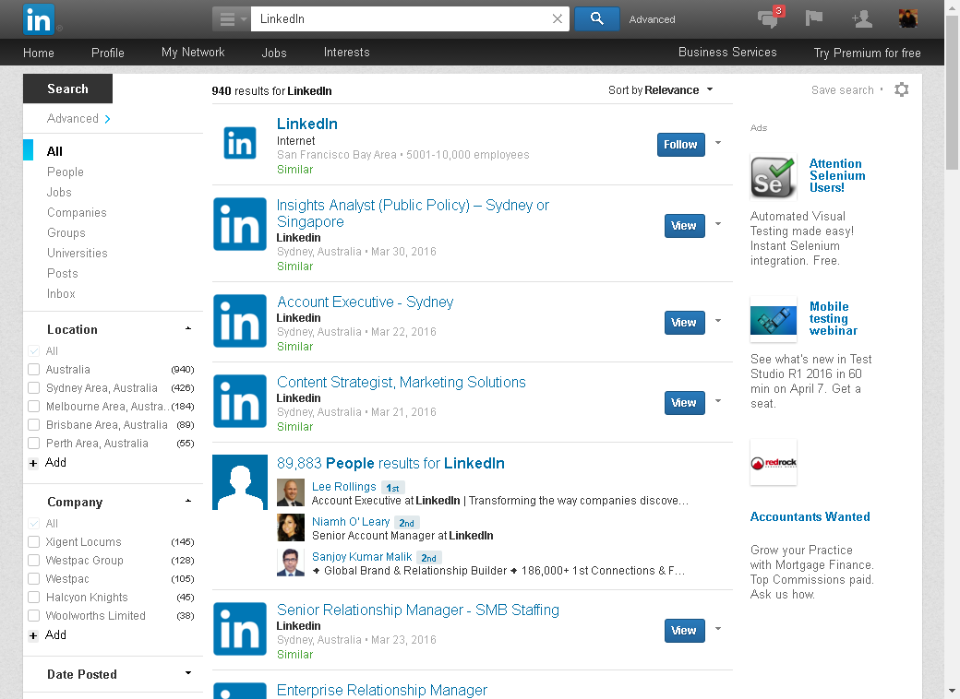 in
LinkedIn
Advanced
3
Home
Profile
My Network
Jobs
Interests
Business Services
Try Premium for free
Search
Advanced
All
People
Jobs
Companies
Groups
Universities
Posts
Inbox
Location
All
Australia (940)
Sydney Area, Australia (426)
Melbourne Area, Austra.. (184)
Brisbane Area, Australia (89)
Perth Area, Australia (55)
+ Add
Company
All
Xigent Locums (145)
Westpac Group (128)
Westpac (105)
Halcyon Knights (45)
Woolworths Limited (38)
+ Add
Date Posted
940 results for LinkedIn
Sort by Relevance
in
LinkedIn
Internet
San Francisco Bay Area • 5001-10,000 employees
Similar
Follow
in
Insights Analyst (Public Policy) – Sydney or
Singapore
Linkedin
Sydney, Australia • Mar 30, 2016
Similar
View
in
Account Executive - Sydney
Linkedin
Sydney, Australia • Mar 22, 2016
Similar
View
in
Content Strategist, Marketing Solutions
Linkedin
Sydney, Australia • Mar 21, 2016
Similar
View
89,883 People results for LinkedIn
Lee Rollings 1st
Account Executive at LinkedIn | Transforming the way companies discove...
Niamh O' Leary 2nd
Senior Account Manager at LinkedIn
Sanjoy Kumar Malik 2nd
✦ Global Brand & Relationship Builder ✦ 186,000+ 1st Connections & F...
in
Senior Relationship Manager - SMB Staffing
Linkedin
Sydney, Australia • Mar 23, 2016
Similar
View
in
Enterprise Relationship Manager
Save search •
Ads
Se
Attention
Selenium
Users!
Automated Visual
Testing made easy!
Instant Selenium
integration. Free.
Mobile
testing
webinar
See what's new in Test
Studio R1 2016 in 60
min on April 7. Get a
seat.
redrock
Accountants Wanted
Grow your Practice
with Mortgage Finance.
Top Commissions paid.
Ask us how.